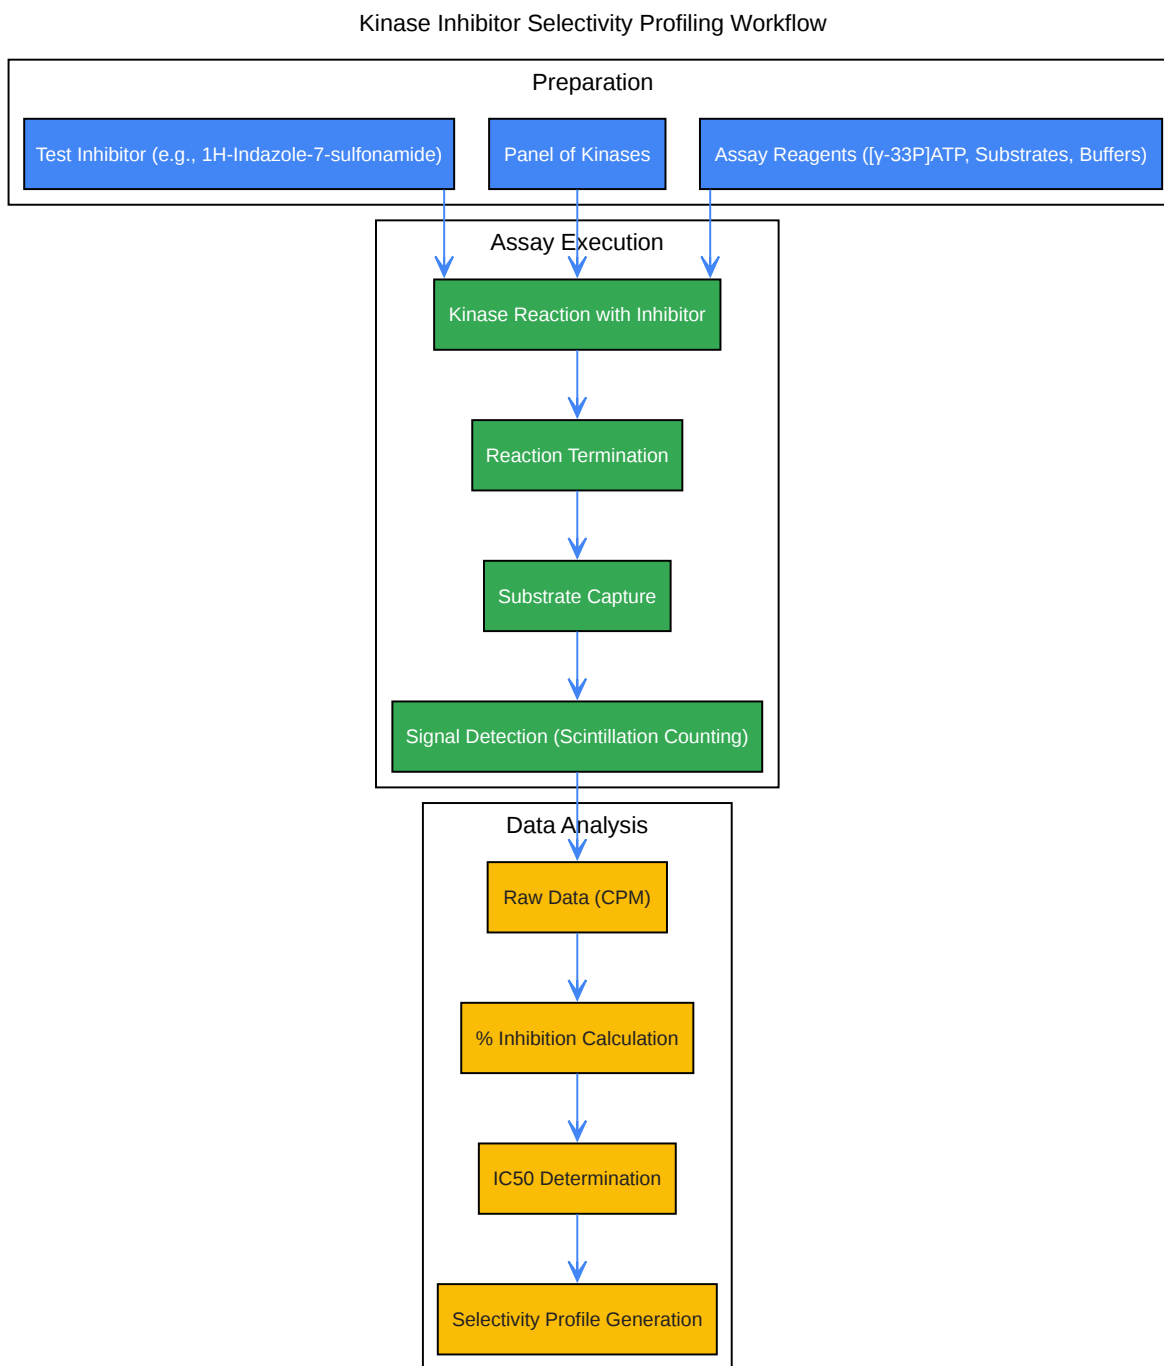 Kinase Inhibitor Selectivity Profiling Workflow
Preparation
Test Inhibitor (e.g., 1H-Indazole-7-sulfonamide)
Panel of Kinases
Assay Reagents ([γ-33P]ATP, Substrates, Buffers)
Assay Execution
Kinase Reaction with Inhibitor
Reaction Termination
Substrate Capture
Signal Detection (Scintillation Counting)
Data Analysis
Raw Data (CPM)
% Inhibition Calculation
IC50 Determination
Selectivity Profile Generation